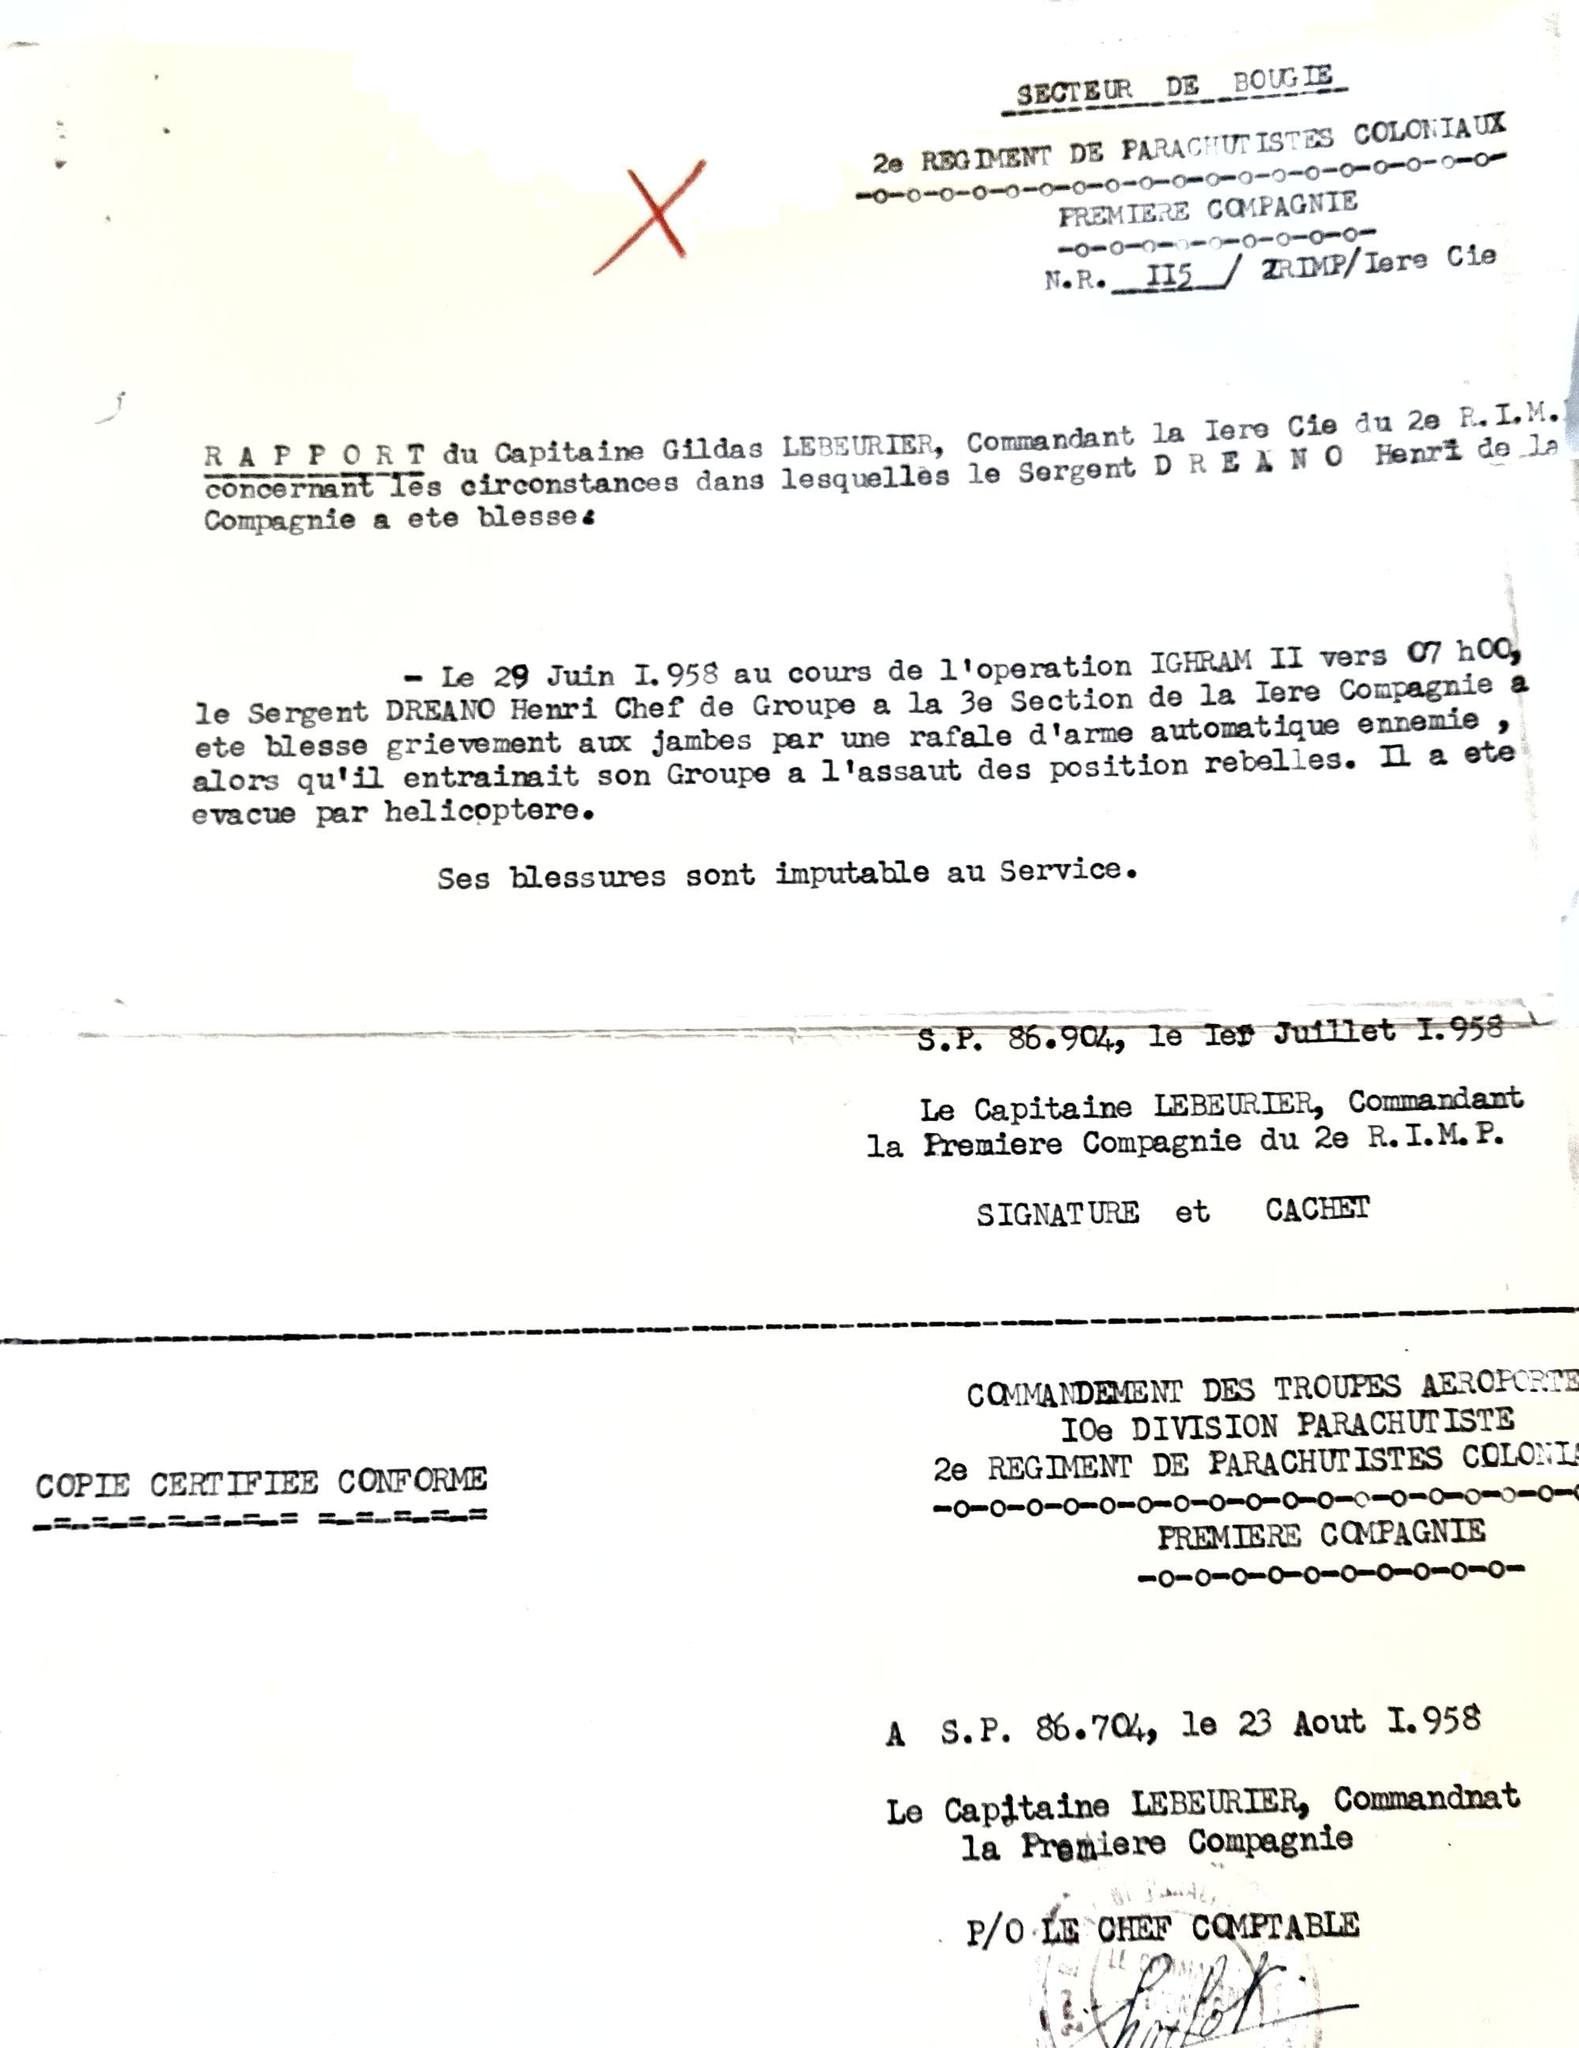 SECTEUR DE BOUGIE
2e REGIMENT DE PARACHUTISTES COLONIAUX
-o-o-o-o-o-o-o-o-o-o-o-o-o-o-o-o-o-o-o-
PREMIERE COMPAGNIE
-o-o-o-o-o-o-o-o-o-
N.R. II5 / 2RIMP/Iere Cie
R A P P O R T du Capitaine Gildas LEBEURIER, Commandant la Iere Cie du 2e R.I.M.
concernant les circonstances dans lesquelles le Sergent D R E A N O Henri de la
Compagnie a ete blesse.
- Le 29 Juin I.958 au cours de l'operation IGHRAM II vers 07 h00,
le Sergent DREANO Henri Chef de Groupe a la 3e Section de la Iere Compagnie a
ete blesse grievement aux jambes par une rafale d'arme automatique ennemie ,
alors qu'il entrainait son Groupe a l'assaut des position rebelles. Il a ete
evacue par helicoptere.
Ses blessures sont imputable au Service.
S.P. 86.904, le Ier Juillet I.958
Le Capitaine LEBEURIER, Commandant
la Premiere Compagnie du 2e R.I.M.P.
SIGNATURE et CACHET
COMMANDEMENT DES TROUPES AEROPORTE
IOe DIVISION PARACHUTISTE
2e REGIMENT DE PARACHUTISTES COLONIA
-o-o-o-o-o-o-o-o-o-o-o-o-o-o-o-o-o-o
PREMIERE COMPAGNIE
-o-o-o-o-o-o-o-o-o-o-
COPIE CERTIFIEE CONFORME
-=-=-=-=-=-=-= =-=-=-=-=
A S.P. 86.704, le 23 Aout I.958
Le Capitaine LEBEURIER, Commandnat
la Premiere Compagnie
P/O LE CHEF COMPTABLE